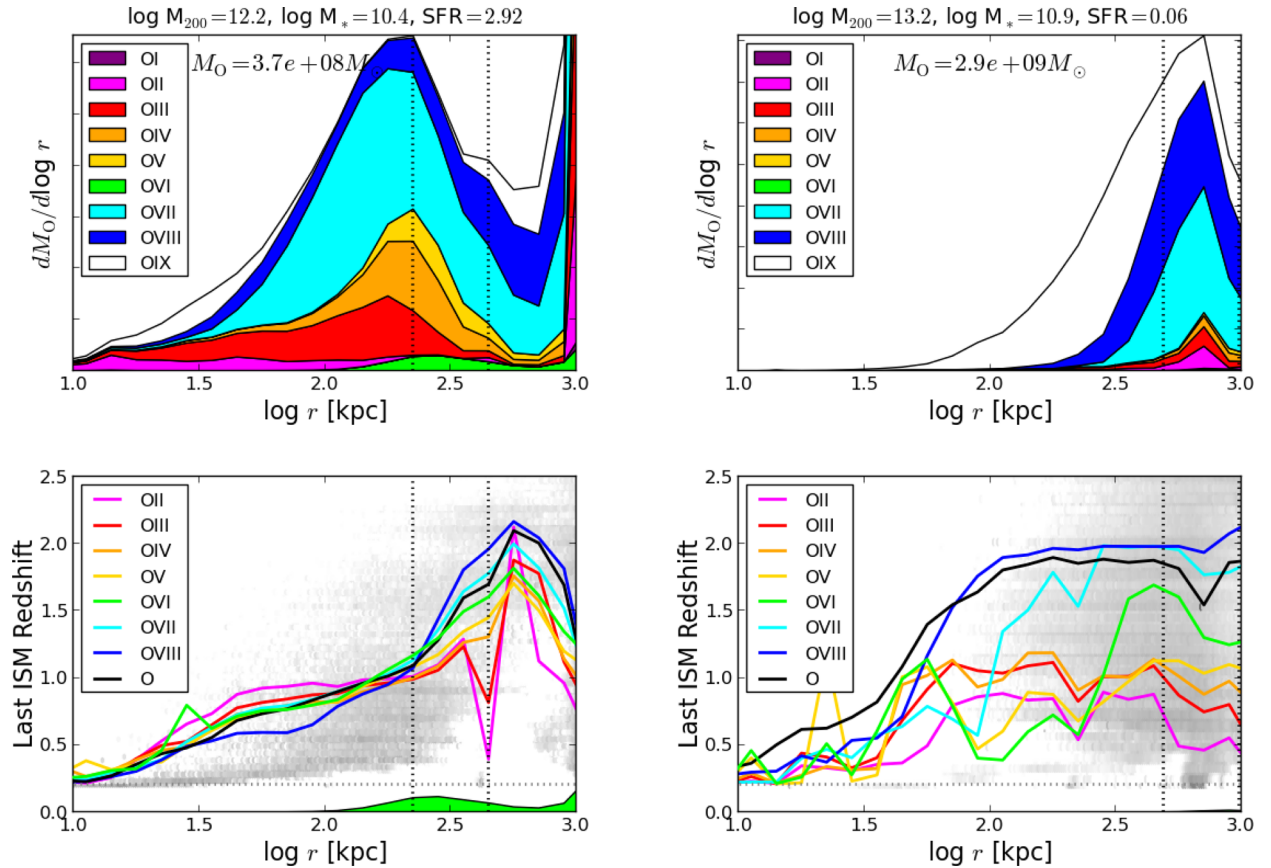 log M200=12.2, log M*=10.4, SFR=2.92
MO=3.7e+08M⊙
OI
OII
OIII
OIV
OV
OVI
OVII
OVIII
OIX
dMO/dlog r
1.0 1.5 2.0 2.5 3.0
log r [kpc]
log M200=13.2, log M*=10.9, SFR=0.06
MO=2.9e+09M⊙
OI
OII
OIII
OIV
OV
OVI
OVII
OVIII
OIX
dMO/dlog r
1.0 1.5 2.0 2.5 3.0
log r [kpc]
2.5
2.0
1.5
1.0
0.5
0.0
Last ISM Redshift
OII
OIII
OIV
OV
OVI
OVII
OVIII
O
1.0 1.5 2.0 2.5 3.0
log r [kpc]
2.5
2.0
1.5
1.0
0.5
0.0
Last ISM Redshift
OII
OIII
OIV
OV
OVI
OVII
OVIII
O
1.0 1.5 2.0 2.5 3.0
log r [kpc]